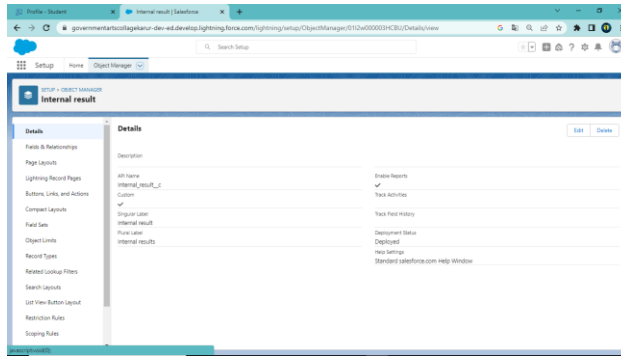 Profile - Student
Internal result | Salesforce
governmentartscollagekarur-dev-ed.develop.lightning.force.com/lightning/setup/ObjectManager/
Search Setup
Setup
Home
Object Manager
SETUP > OBJECT MANAGER
Internal result
Details
Fields & Relationships
Page Layouts
Lightning Record Pages
Buttons, Links, and Actions
Compact Layouts
Field Sets
Object Limits
Record Types
Related Lookup Filters
Search Layouts
List View Button Layout
Restriction Rules
Scoping Rules
Details
Edit
Delete
Description
API Name
Internal_result__c
Custom
Singular Label
Internal result
Plural Label
Internal results
Enable Reports
Track Activities
Track Field History
Deployment Status
Deployed
Help Settings
Standard salesforce.com Help Window
javascript:void(0);